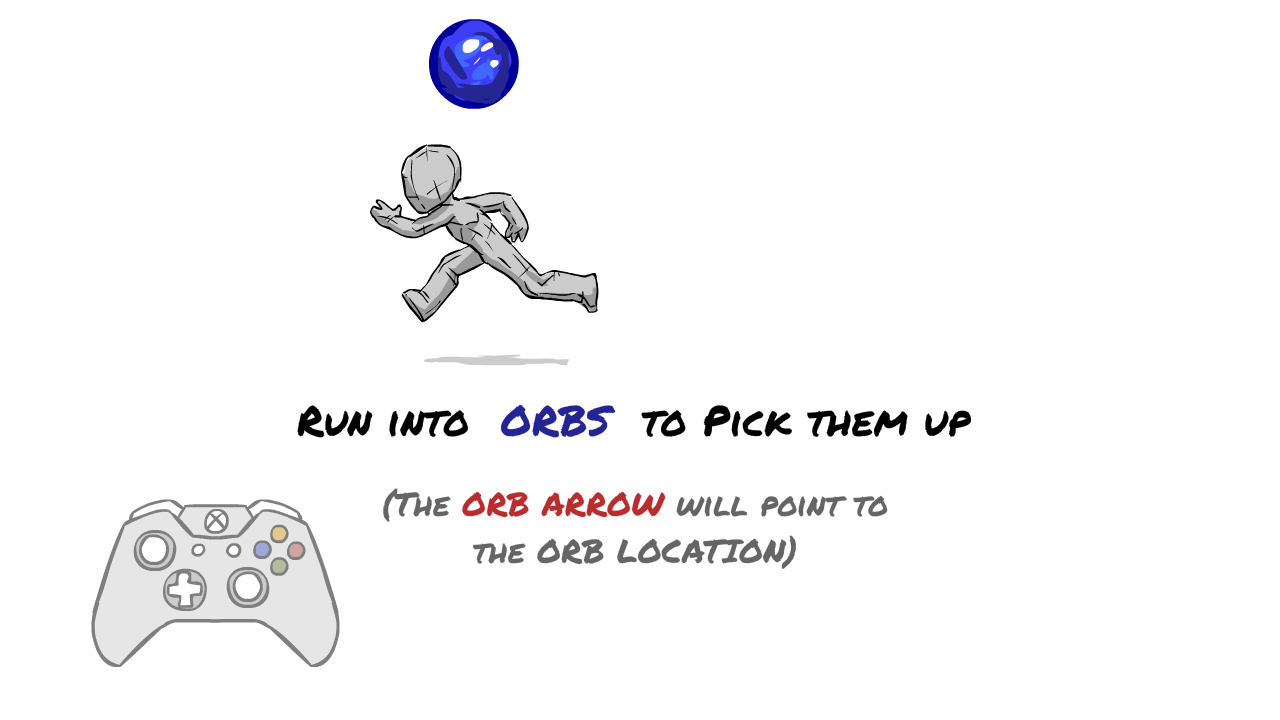 Run into ORBS to Pick them up
(The ORB ARROW will point to
the ORB LOCATION)